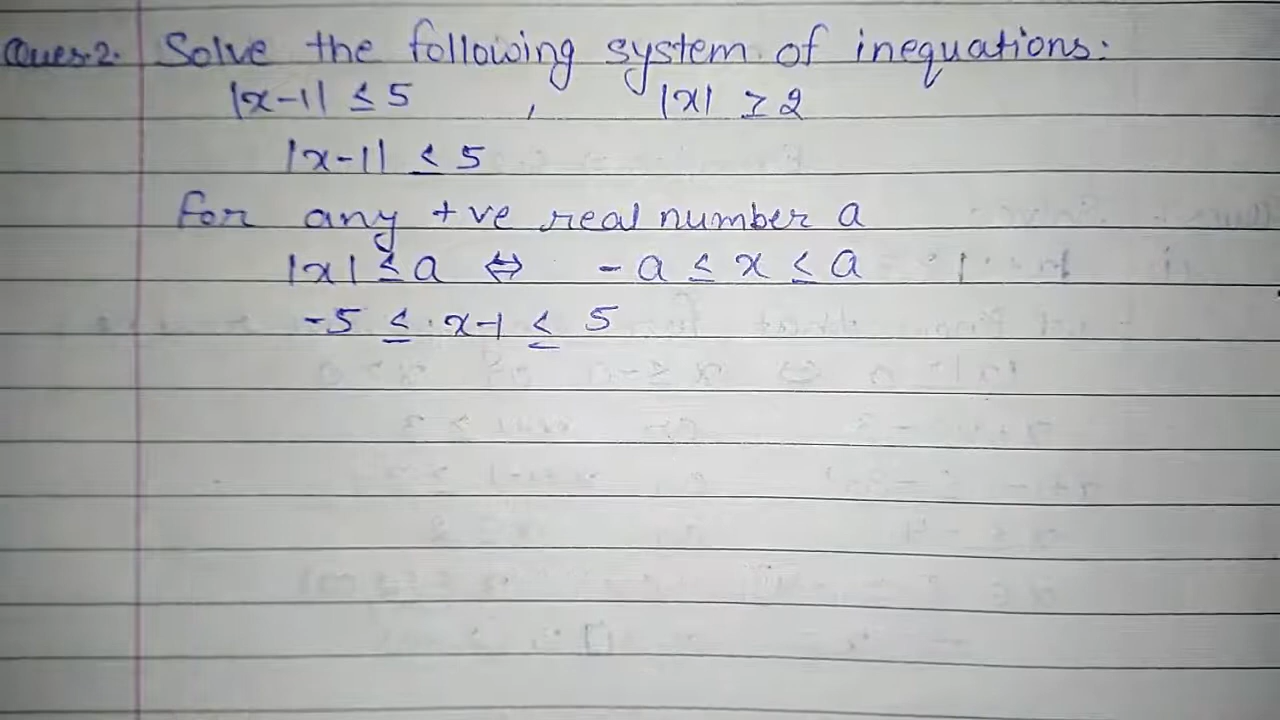 Ques.2. Solve the following system of inequations:
|x-1| ≤ 5 , |x| ≥ 2
|x-1| ≤ 5
For any +ve real number a
|x| ≤ a ⇔ -a ≤ x ≤ a
-5 ≤ x-1 ≤ 5